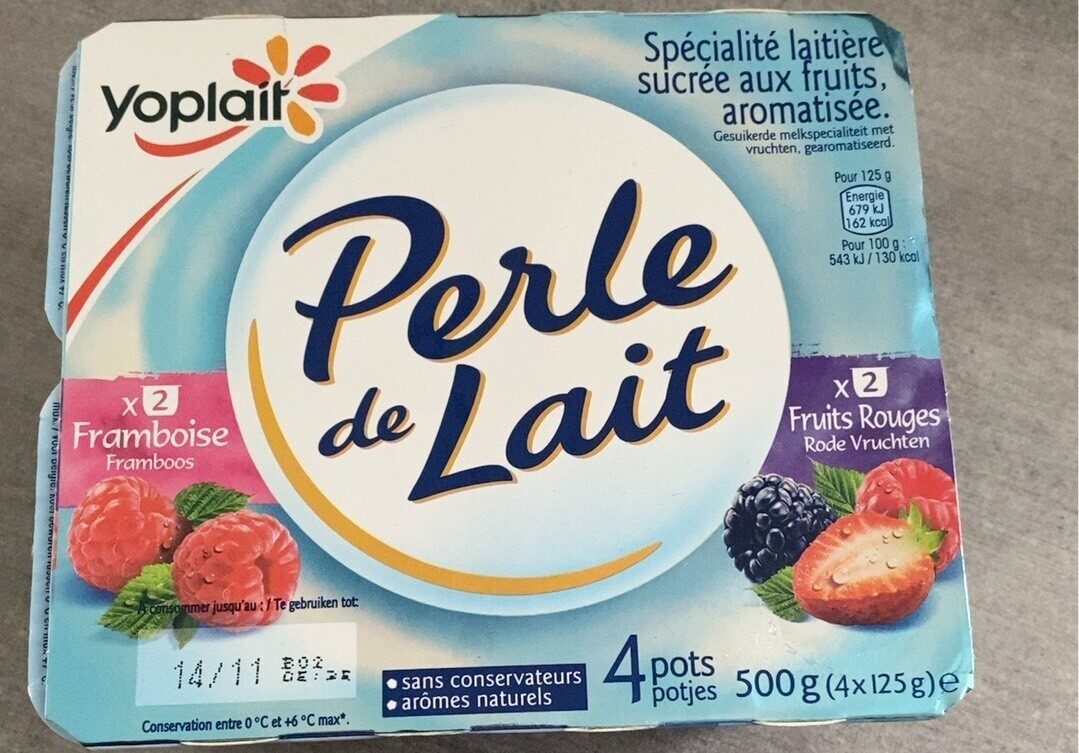 Yoplait
Spécialité laitière
sucrée aux fruits,
aromatisée.
Gesuikerde melkspecialiteit met
vruchten, gearomatiseerd.
Pour 125 g
Energie
679 kJ
162 kcal
Pour 100 g :
543 kJ / 130 kcal
Perle
de Lait
x 2
Framboise
Framboos
x 2
Fruits Rouges
Rode Vruchten
A consommer jusqu'au : / Te gebruiken tot:
14/11
Conservation entre 0 °C et +6 °C max*.
• sans conservateurs
• arômes naturels
4 pots
potjes
500 g (4 x 125 g) e